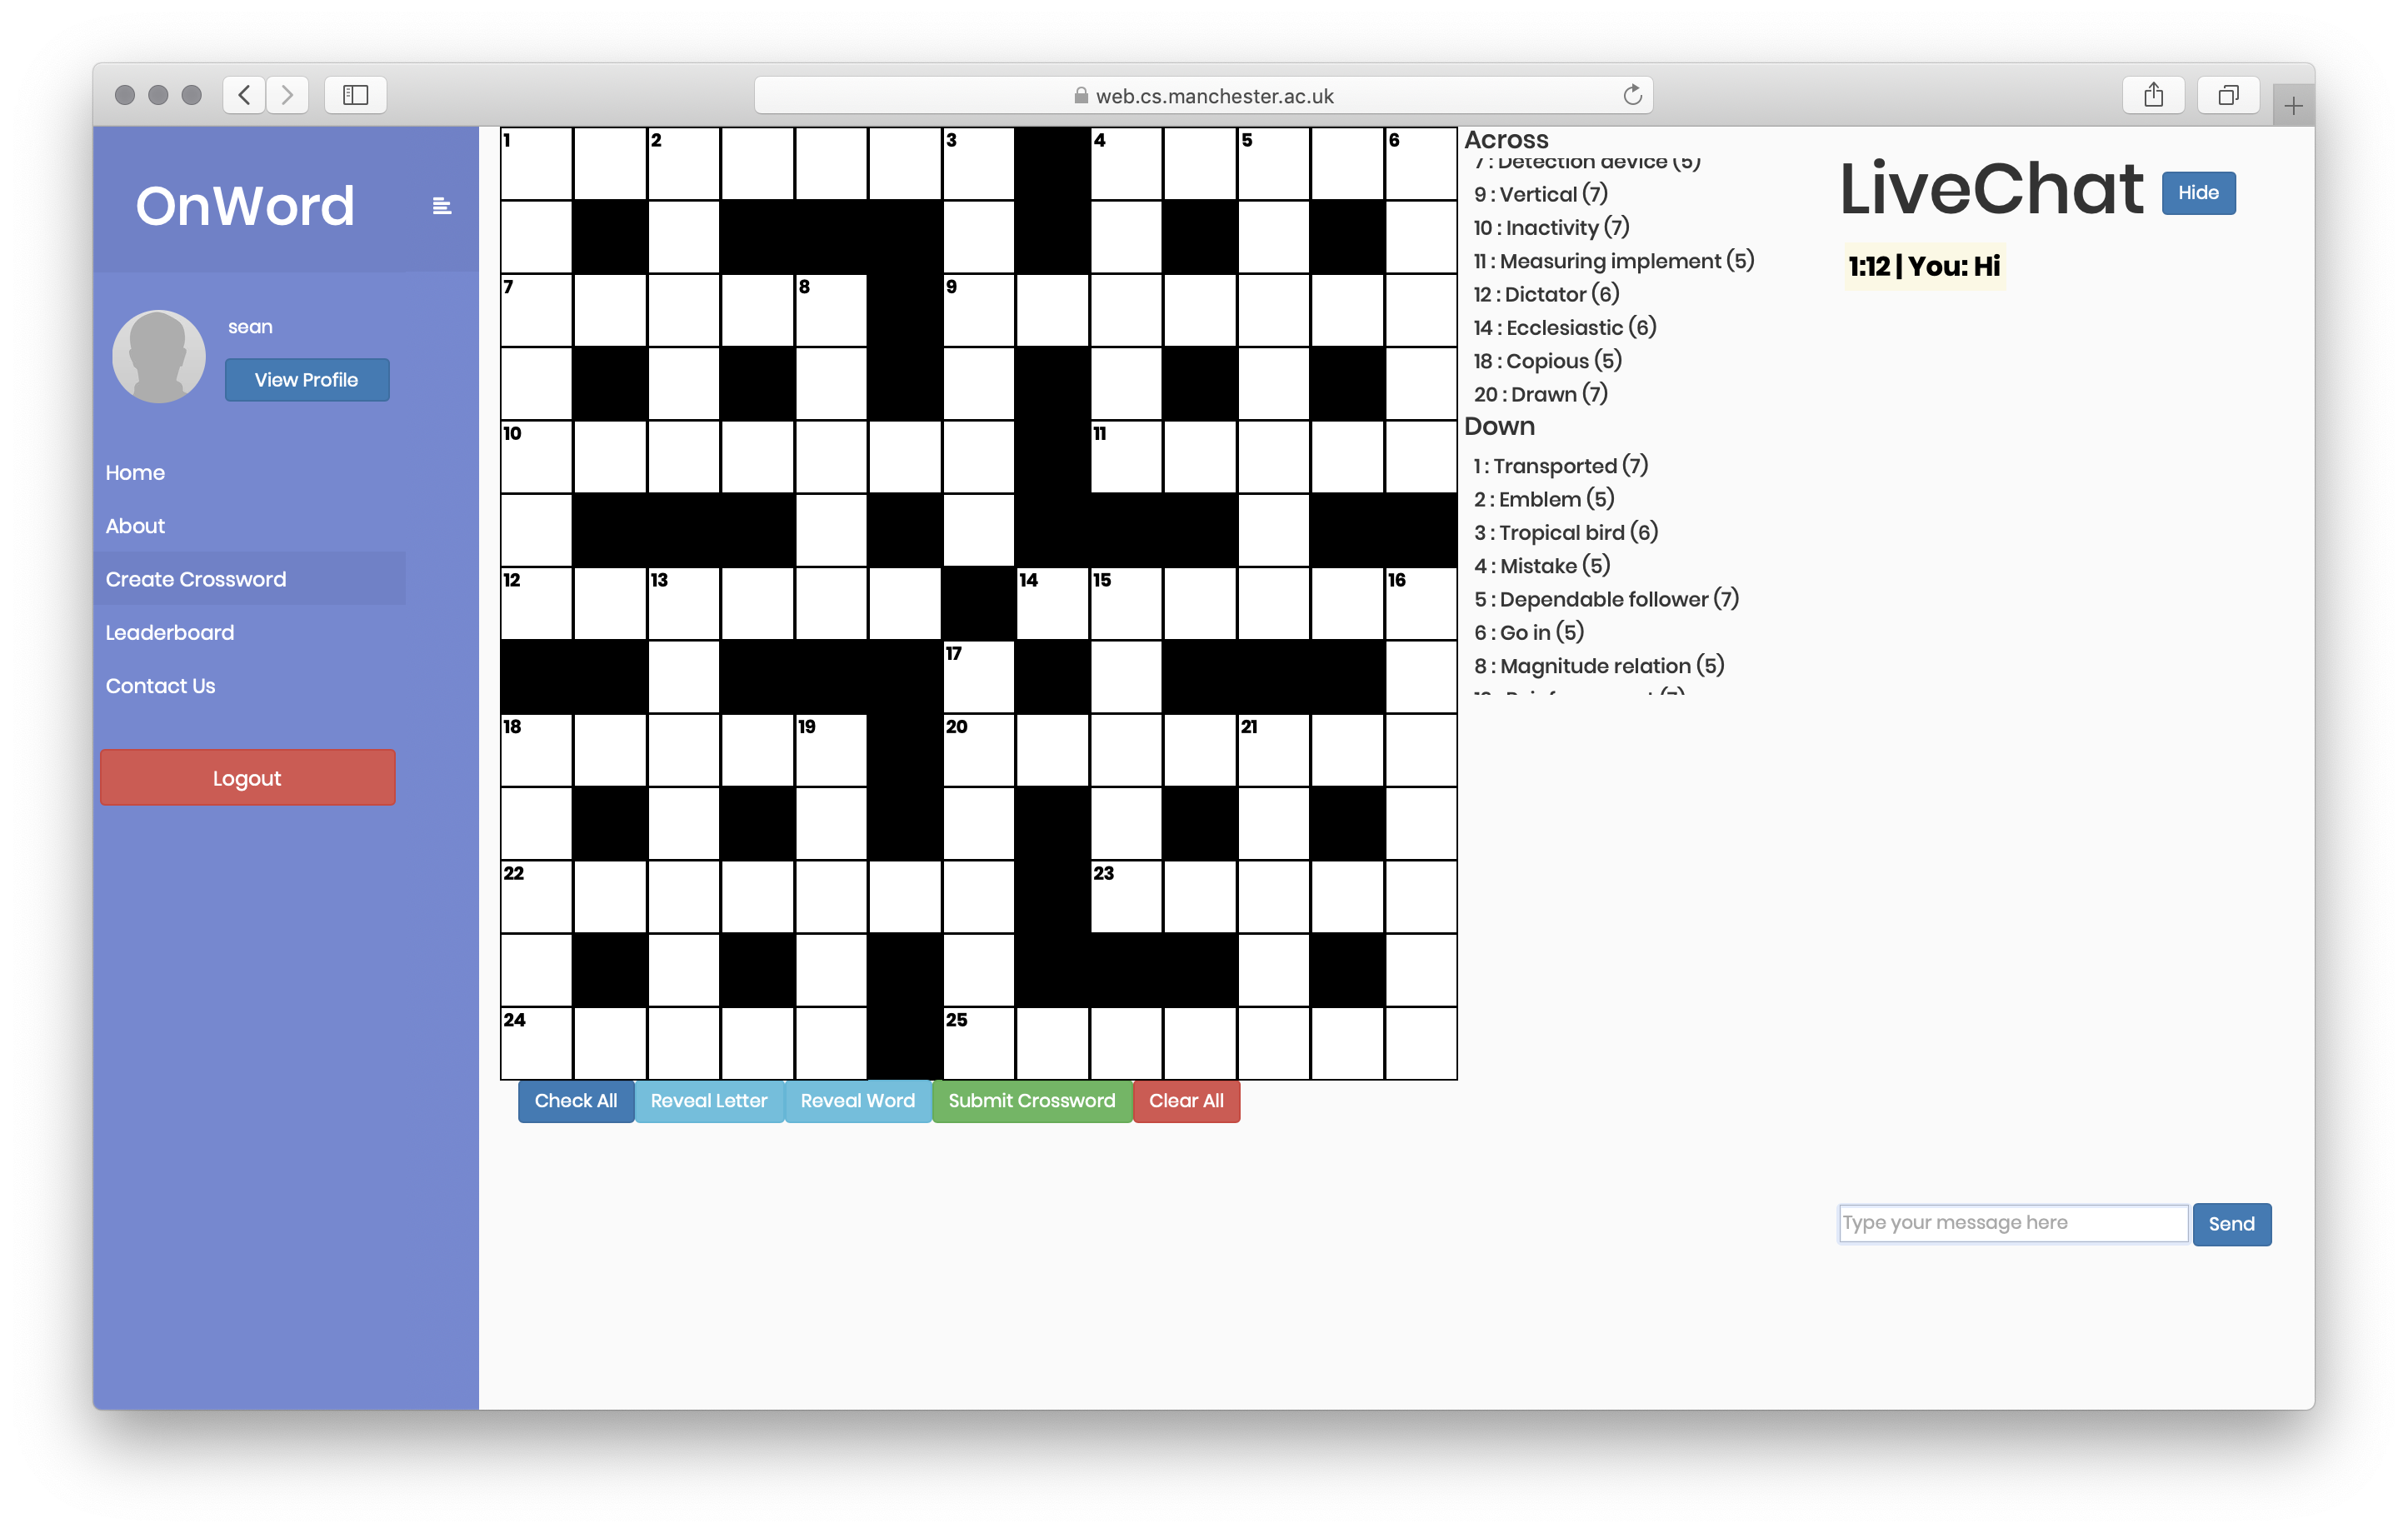 web.cs.manchester.ac.uk
OnWord
sean
View Profile
Home
About
Create Crossword
Leaderboard
Contact Us
Logout
1 2 3 4 5 6
7 8 9
10 11
12 13 14 15 16
17
18 19 20 21
22 23
24 25
Check All Reveal Letter Reveal Word Submit Crossword Clear All
Across
7 : Detection device (5)
9 : Vertical (7)
10 : Inactivity (7)
11 : Measuring implement (5)
12 : Dictator (6)
14 : Ecclesiastic (6)
18 : Copious (5)
20 : Drawn (7)
Down
1 : Transported (7)
2 : Emblem (5)
3 : Tropical bird (6)
4 : Mistake (5)
5 : Dependable follower (7)
6 : Go in (5)
8 : Magnitude relation (5)
LiveChat Hide
1:12 | You: Hi
Type your message here Send